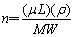 n = (μL)(ρ) / MW